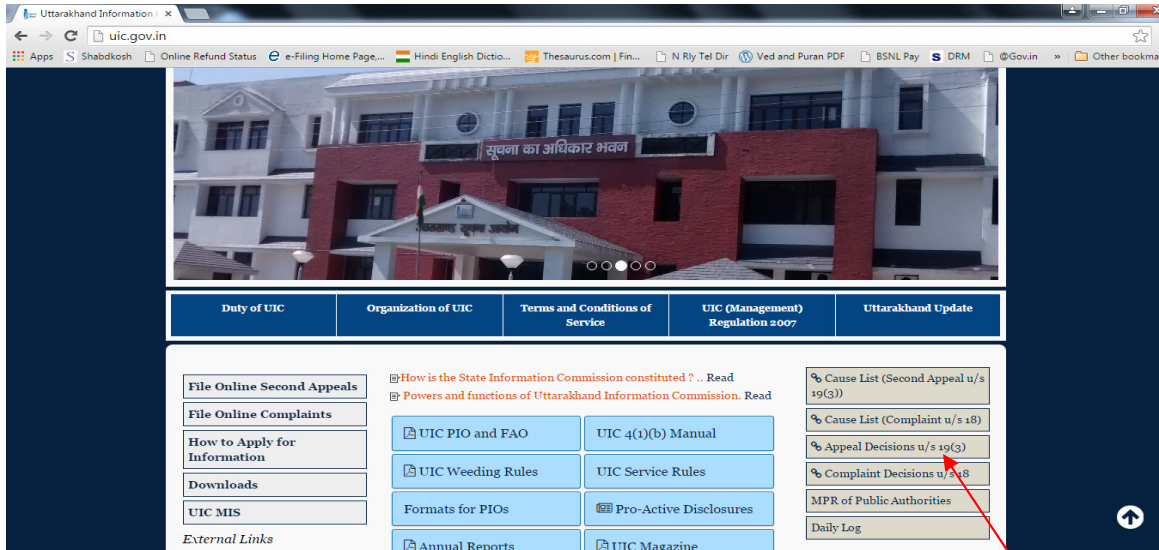 Uttarakhand Information
uic.gov.in
Apps
Shabdkosh
Online Refund Status
e-Filing Home Page,...
Hindi English Dictio...
Thesaurus.com | Fin...
N Rly Tel Dir
Ved and Puran PDF
BSNL Pay
DRM
@Gov.in
»
Other bookma
सूचना का अधिकार भवन
उत्तराखण्ड सूचना आयोग
Duty of UIC
Organization of UIC
Terms and Conditions of
Service
UIC (Management)
Regulation 2007
Uttarakhand Update
File Online Second Appeals
File Online Complaints
How to Apply for
Information
Downloads
UIC MIS
External Links
How is the State Information Commission constituted ? .. Read
Powers and functions of Uttarakhand Information Commission. Read
UIC PIO and FAO
UIC 4(1)(b) Manual
UIC Weeding Rules
UIC Service Rules
Formats for PIOs
Pro-Active Disclosures
Annual Reports
UIC Magazine
Cause List (Second Appeal u/s
19(3))
Cause List (Complaint u/s 18)
Appeal Decisions u/s 19(3)
Complaint Decisions u/s 18
MPR of Public Authorities
Daily Log